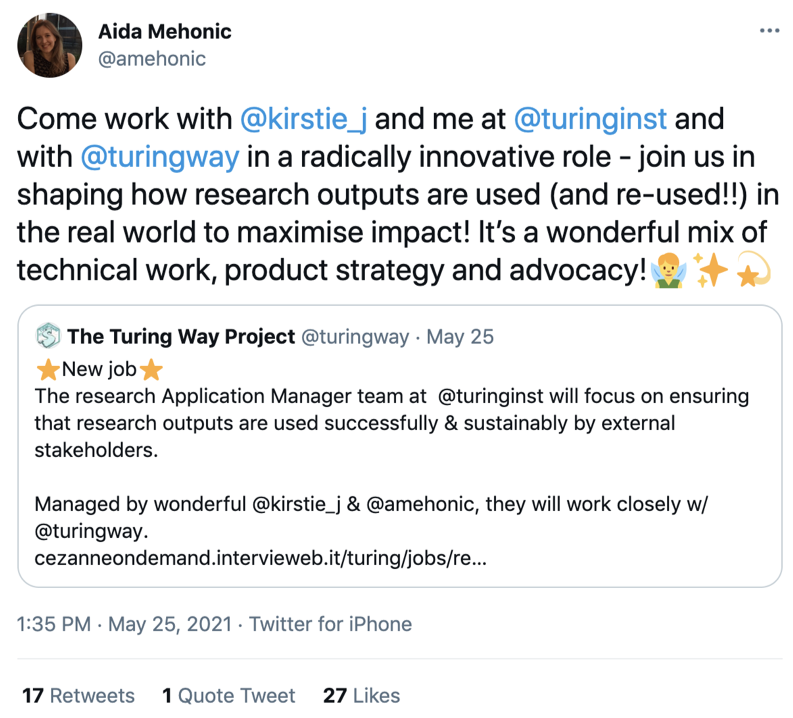 Aida Mehonic
@amehonic
Come work with @kirstie_j and me at @turinginst and
with @turingway in a radically innovative role - join us in
shaping how research outputs are used (and re-used!!) in
the real world to maximise impact! It's a wonderful mix of
technical work, product strategy and advocacy!🧚✨💫
The Turing Way Project @turingway · May 25
⭐New job⭐
The research Application Manager team at @turinginst will focus on ensuring
that research outputs are used successfully & sustainably by external
stakeholders.
Managed by wonderful @kirstie_j & @amehonic, they will work closely w/
@turingway.
cezanneondemand.intervieweb.it/turing/jobs/re...
1:35 PM · May 25, 2021 · Twitter for iPhone
17 Retweets 1 Quote Tweet 27 Likes